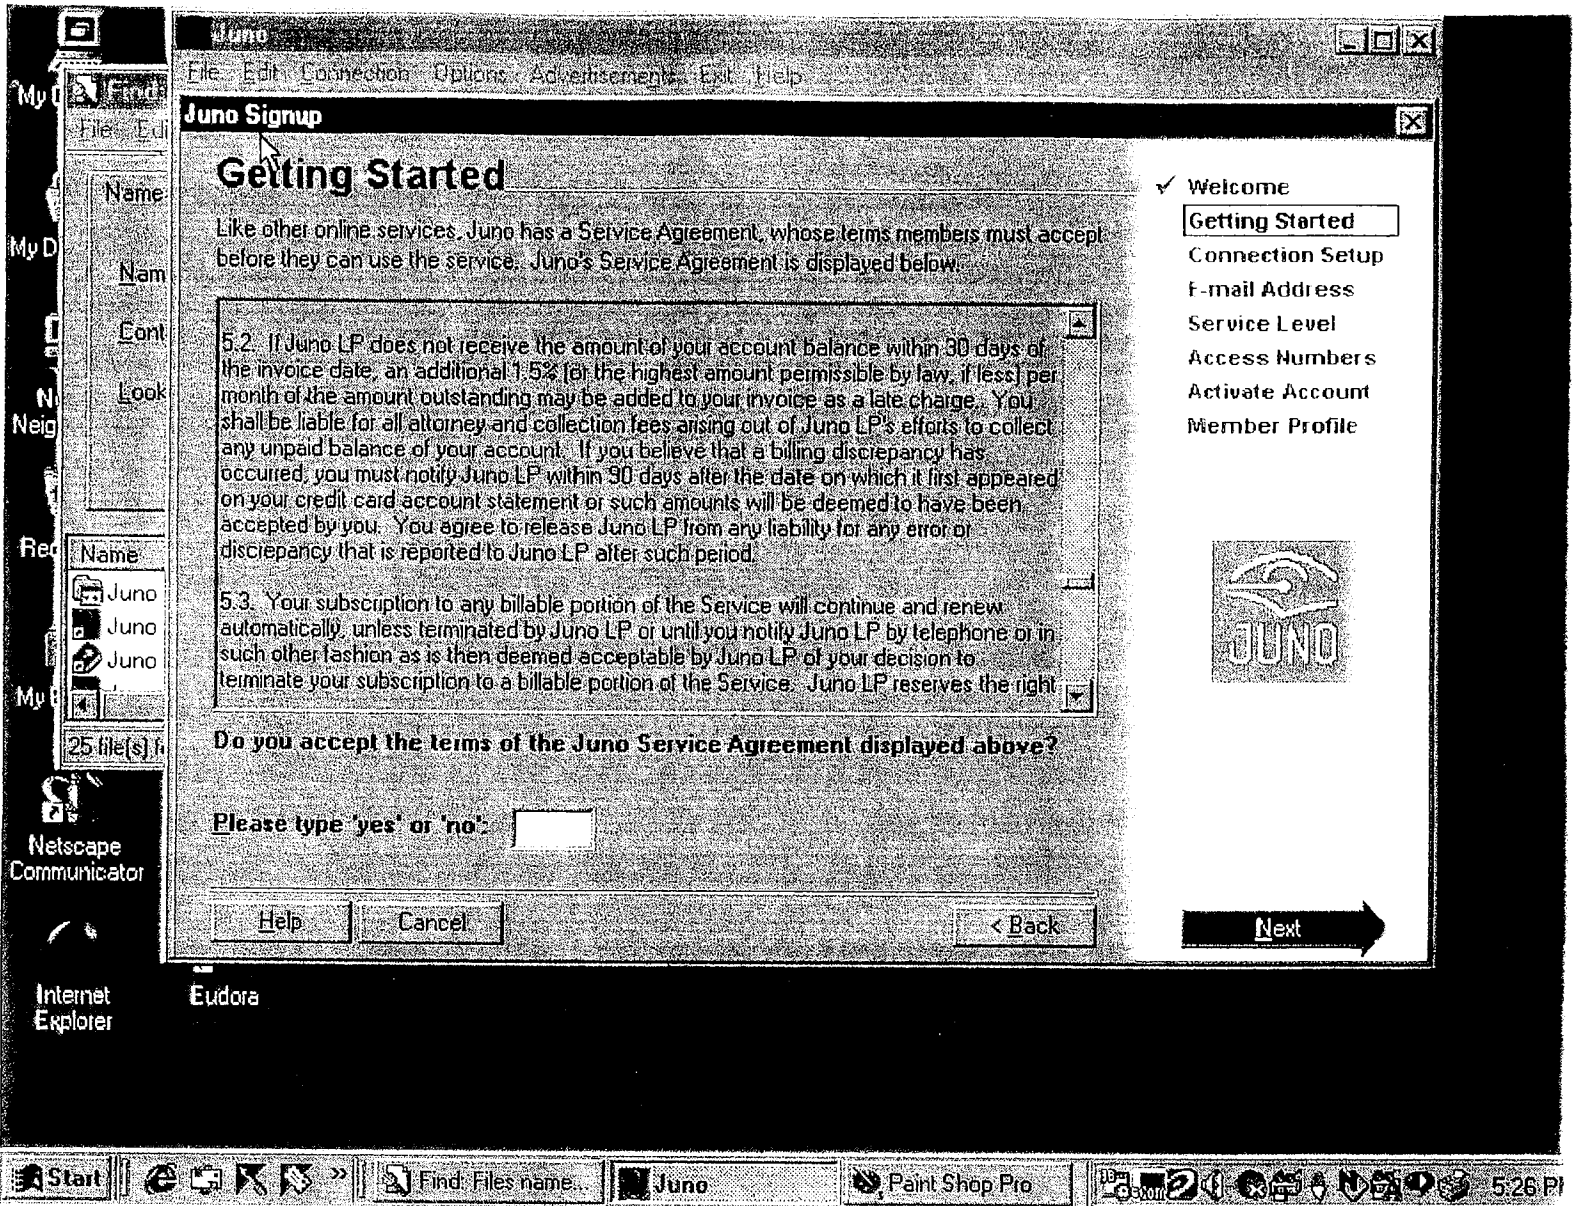 Juno
File Edit Connection Options Advertisements Exit Help
Juno Signup
Getting Started
Like other online services, Juno has a Service Agreement, whose terms members must accept
before they can use the service. Juno's Service Agreement is displayed below.
5.2. If Juno LP does not receive the amount of your account balance within 30 days of
the invoice date, an additional 1.5% (or the highest amount permissible by law, if less) per
month of the amount outstanding may be added to your invoice as a late charge. You
shall be liable for all attorney and collection fees arising out of Juno LP's efforts to collect
any unpaid balance of your account. If you believe that a billing discrepancy has
occurred, you must notify Juno LP within 90 days after the date on which it first appeared
on your credit card account statement or such amounts will be deemed to have been
accepted by you. You agree to release Juno LP from any liability for any error or
discrepancy that is reported to Juno LP after such period.
5.3. Your subscription to any billable portion of the Service will continue and renew
automatically, unless terminated by Juno LP or until you notify Juno LP by telephone or in
such other fashion as is then deemed acceptable by Juno LP of your decision to
terminate your subscription to a billable portion of the Service. Juno LP reserves the right
Do you accept the terms of the Juno Service Agreement displayed above?
Please type 'yes' or 'no':
Help
Cancel
< Back
Next
Welcome
Getting Started
Connection Setup
E-mail Address
Service Level
Access Numbers
Activate Account
Member Profile
JUNO
Find:
File Edi
Name
Nam
Cont
Look
Name
Juno
Juno
Juno
25 file(s) f
My D
Neig
Rec
Netscape
Communicator
Internet
Explorer
Eudora
Start
Find: Files name...
Juno
Paint Shop Pro
5:26 P